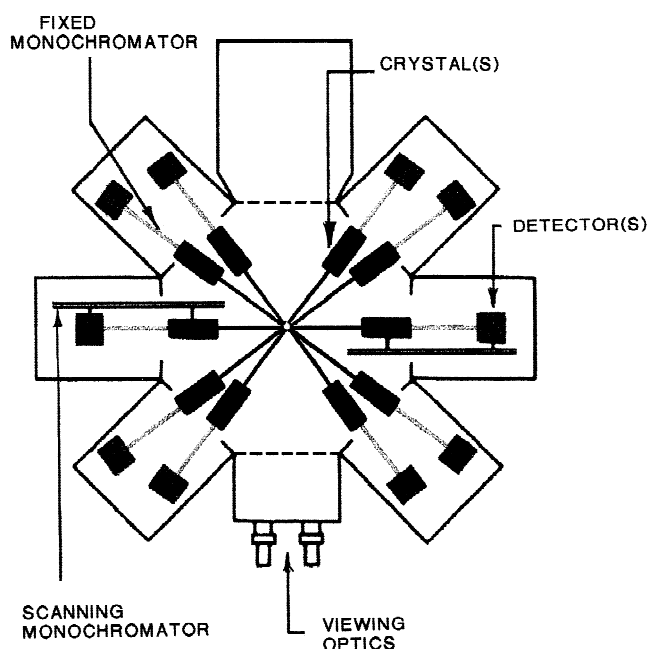 FIXED
MONOCHROMATOR
CRYSTAL(S)
DETECTOR(S)
SCANNING
MONOCHROMATOR
VIEWING
OPTICS